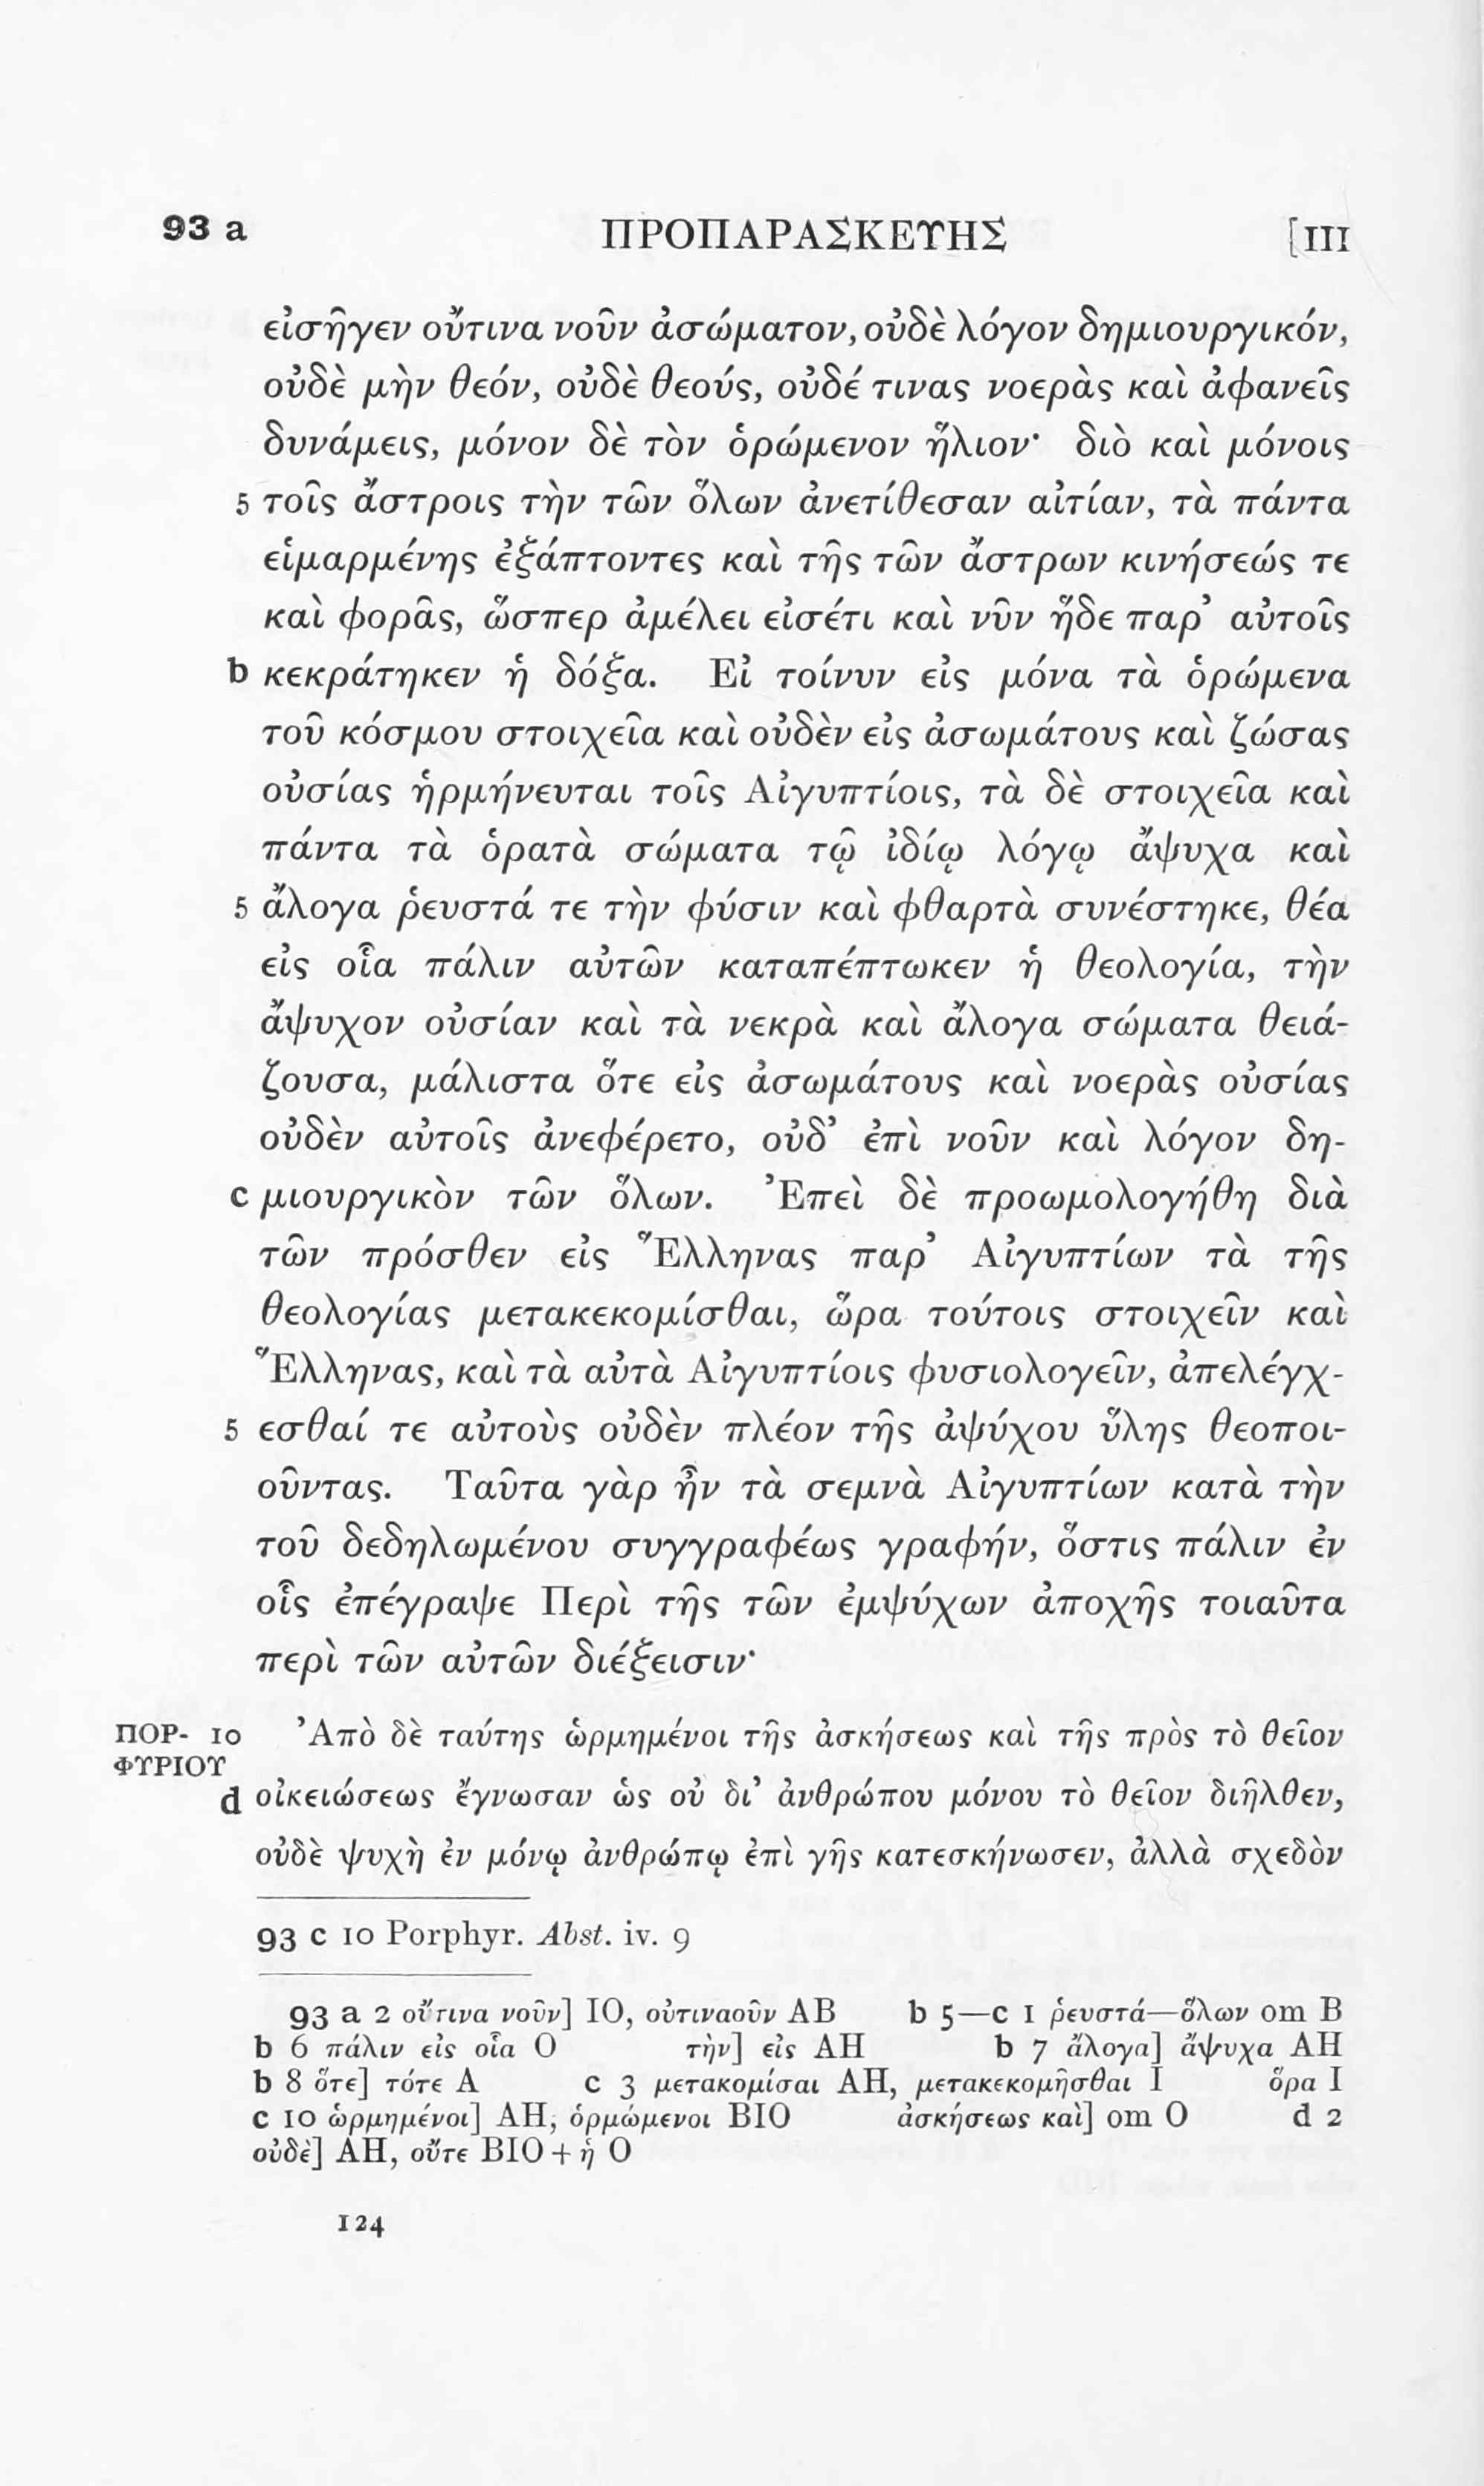 93 a ΠΡΟΠΑΡΑΣΚΕΥΗΣ [III
εἰσῆγεν οὔτινα νοῦν ἀσώματον, οὐδὲ λόγον δημιουργικόν,
οὐδὲ μὴν θεόν, οὐδὲ θεούς, οὐδέ τινας νοερὰς καὶ ἀφανεῖς
δυνάμεις, μόνον δὲ τὸν ὁρώμενον ἥλιον· διὸ καὶ μόνοις
5 τοῖς ἄστροις τὴν τῶν ὅλων ἀνετίθεσαν αἰτίαν, τὰ πάντα
εἱμαρμένης ἐξάπτοντες καὶ τῆς τῶν ἄστρων κινήσεώς τε
καὶ φορᾶς, ὥσπερ ἀμέλει εἰσέτι καὶ νῦν ἥδε παρ' αὐτοῖς
b κεκράτηκεν ἡ δόξα. Εἰ τοίνυν εἰς μόνα τὰ ὁρώμενα
τοῦ κόσμου στοιχεῖα καὶ οὐδὲν εἰς ἀσωμάτους καὶ ζώσας
οὐσίας ἡρμήνευται τοῖς Αἰγυπτίοις, τὰ δὲ στοιχεῖα καὶ
πάντα τὰ ὁρατὰ σώματα τῷ ἰδίῳ λόγῳ ἄψυχα καὶ
5 ἄλογα ῥευστά τε τὴν φύσιν καὶ φθαρτὰ συνέστηκε, θέα
εἰς οἷα πάλιν αὐτῶν καταπέπτωκεν ἡ θεολογία, τὴν
ἄψυχον οὐσίαν καὶ τὰ νεκρὰ καὶ ἄλογα σώματα θειά-
ζουσα, μάλιστα ὅτε εἰς ἀσωμάτους καὶ νοερὰς οὐσίας
οὐδὲν αὐτοῖς ἀνεφέρετο, οὐδ' ἐπὶ νοῦν καὶ λόγον δη-
c μιουργικὸν τῶν ὅλων. Ἐπεὶ δὲ προωμολογήθη διὰ
τῶν πρόσθεν εἰς Ἕλληνας παρ' Αἰγυπτίων τὰ τῆς
θεολογίας μετακεκομίσθαι, ὥρα τούτοις στοιχεῖν καὶ
Ἕλληνας, καὶ τὰ αὐτὰ Αἰγυπτίοις φυσιολογεῖν, ἀπελέγχ-
5 εσθαί τε αὐτοὺς οὐδὲν πλέον τῆς ἀψύχου ὕλης θεοποι-
οῦντας. Ταῦτα γὰρ ἦν τὰ σεμνὰ Αἰγυπτίων κατὰ τὴν
τοῦ δεδηλωμένου συγγραφέως γραφήν, ὅστις πάλιν ἐν
οἷς ἐπέγραψε Περὶ τῆς τῶν ἐμψύχων ἀποχῆς τοιαῦτα
περὶ τῶν αὐτῶν διέξεισιν·
ΠΟΡ- 10 Ἀπὸ δὲ ταύτης ὡρμημένοι τῆς ἀσκήσεως καὶ τῆς πρὸς τὸ θεῖον
ΦΥΡΙΟΥ
d οἰκειώσεως ἔγνωσαν ὡς οὐ δι' ἀνθρώπου μόνου τὸ θεῖον διῆλθεν,
οὐδὲ ψυχὴ ἐν μόνῳ ἀνθρώπῳ ἐπὶ γῆς κατεσκήνωσεν, ἀλλὰ σχεδὸν
93 c 10 Porphyr. Abst. iv. 9
93 a 2 οὔτινα νοῦν] IO, οὑτιναοῦν AB b 5—c 1 ῥευστά—ὅλων om B
b 6 πάλιν εἰς οἷα O τὴν] εἰς AH b 7 ἄλογα] ἄψυχα AH
b 8 ὅτε] τότε A c 3 μετακομίσαι AH, μετακεκομῆσθαι I ὅρα I
c 10 ὡρμημένοι] AH, ὁρμώμενοι BIO ἀσκήσεως καὶ] om O d 2
οὐδὲ] AH, οὔτε BIO + ἡ O
124